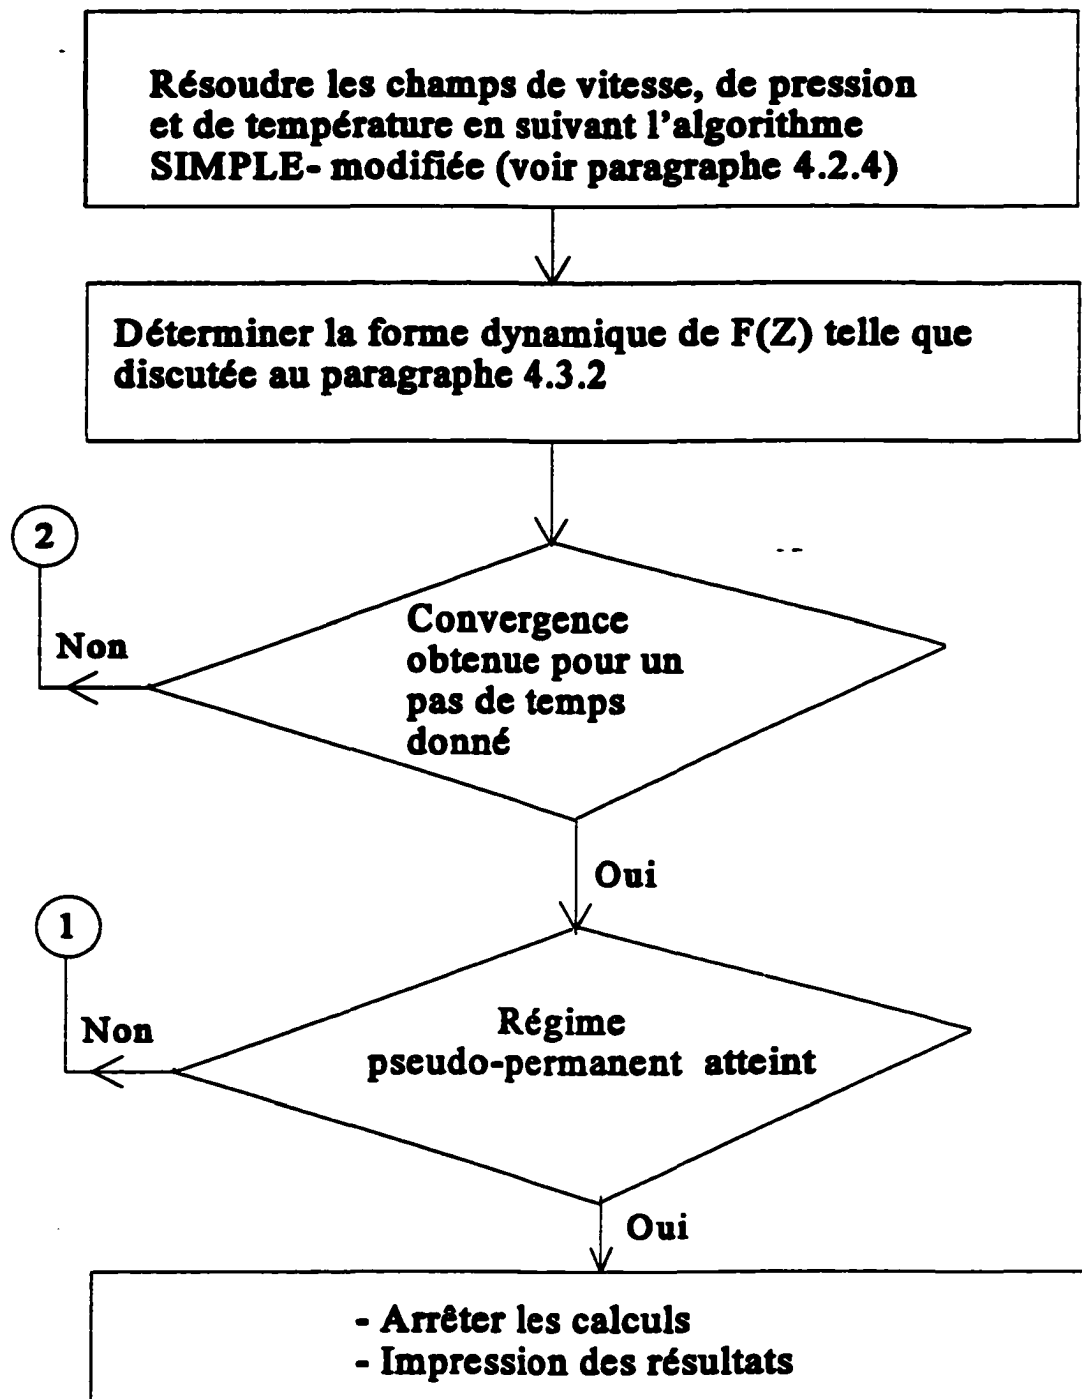 Résoudre les champs de vitesse, de pression
et de température en suivant l'algorithme
SIMPLE- modifiée (voir paragraphe 4.2.4)
Déterminer la forme dynamique de F(Z) telle que
discutée au paragraphe 4.3.2
2
Non
Convergence
obtenue pour un
pas de temps
donné
Oui
1
Non
Régime
pseudo-permanent atteint
Oui
- Arrêter les calculs
- Impression des résultats